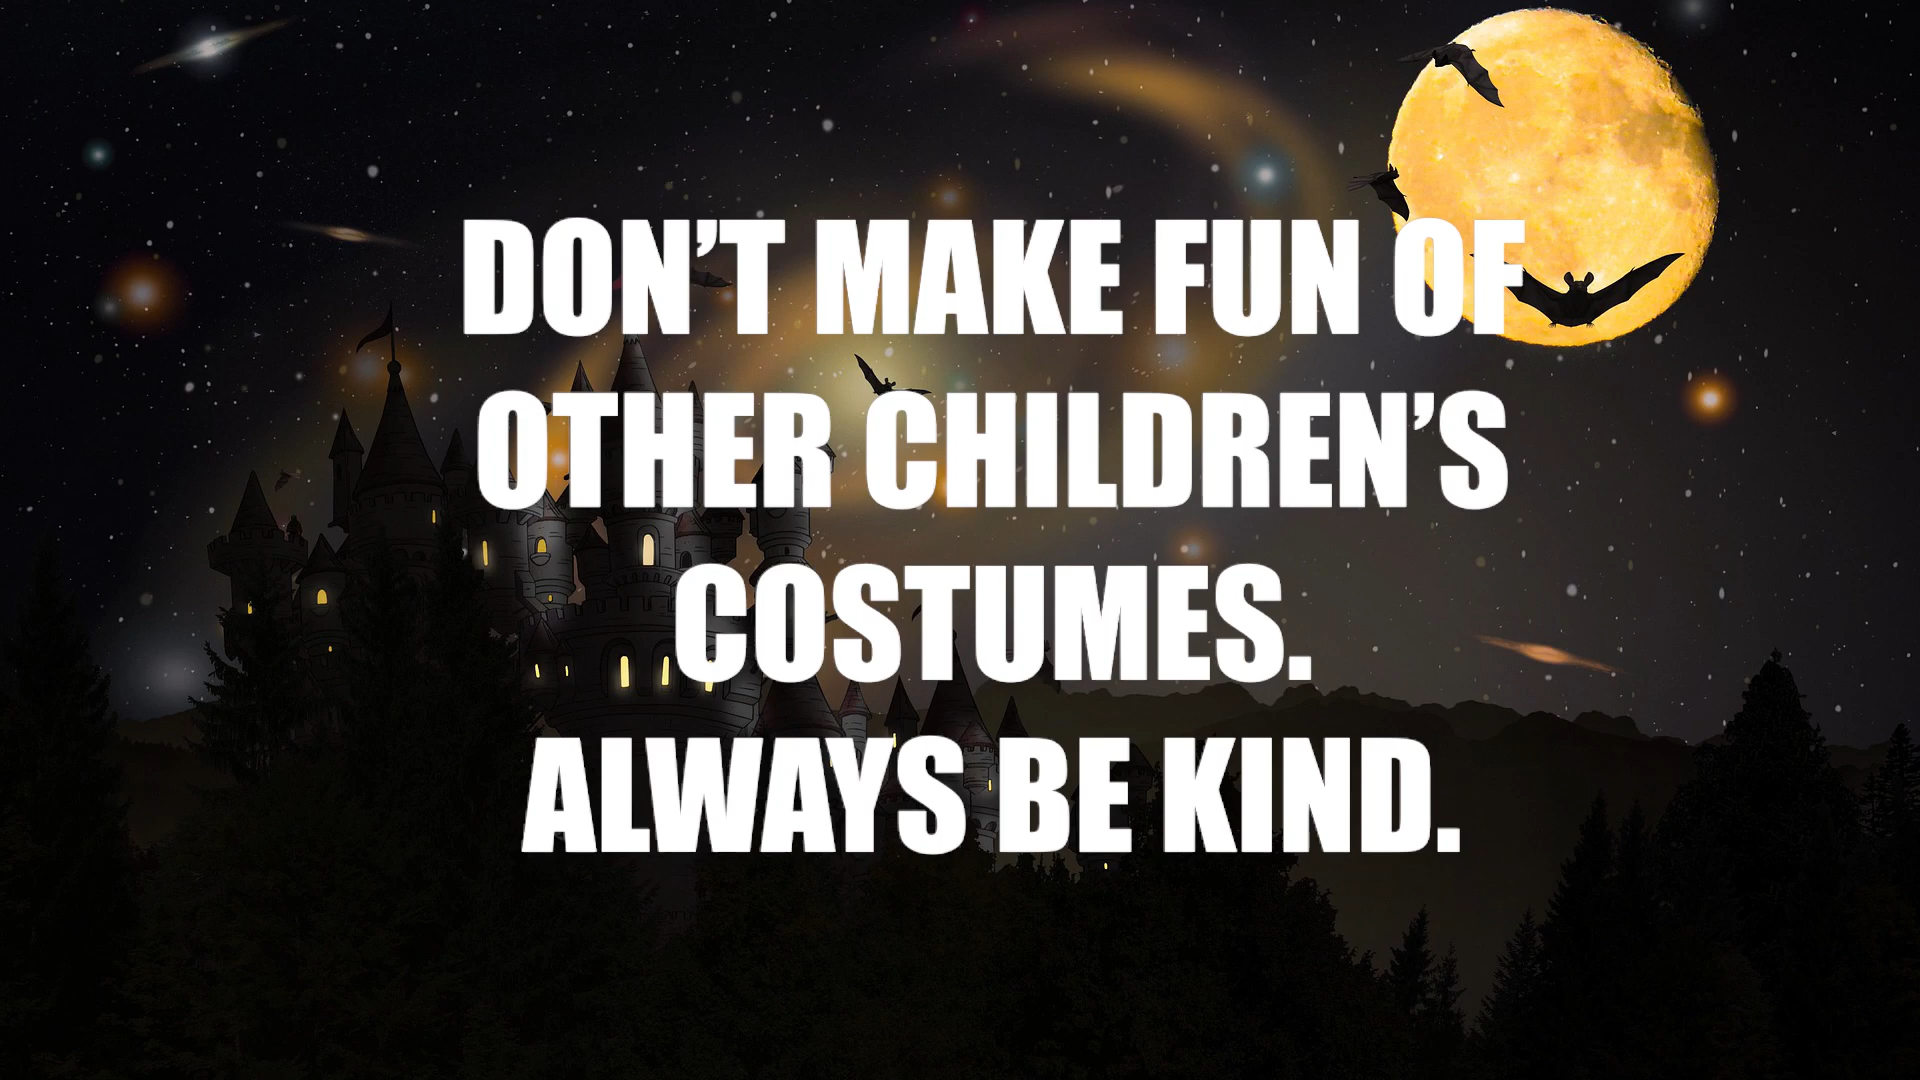 DON’T MAKE FUN OF
OTHER CHILDREN’S
COSTUMES.
ALWAYS BE KIND.